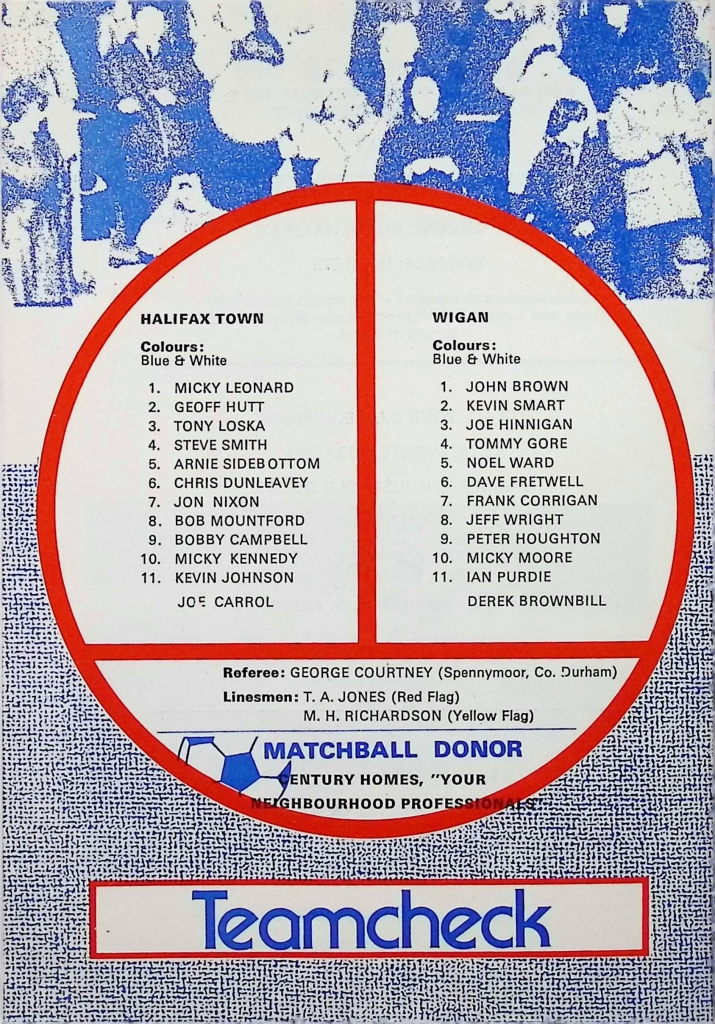 HALIFAX TOWN
Colours:
Blue & White
1. MICKY LEONARD
2. GEOFF HUTT
3. TONY LOSKA
4. STEVE SMITH
5. ARNIE SIDEBOTTOM
6. CHRIS DUNLEAVEY
7. JON NIXON
8. BOB MOUNTFORD
9. BOBBY CAMPBELL
10. MICKY KENNEDY
11. KEVIN JOHNSON
JOE CARROL
WIGAN
Colours:
Blue & White
1. JOHN BROWN
2. KEVIN SMART
3. JOE HINNIGAN
4. TOMMY GORE
5. NOEL WARD
6. DAVE FRETWELL
7. FRANK CORRIGAN
8. JEFF WRIGHT
9. PETER HOUGHTON
10. MICKY MOORE
11. IAN PURDIE
DEREK BROWNBILL
Referee: GEORGE COURTNEY (Spennymoor, Co. Durham)
Linesmen: T. A. JONES (Red Flag)
M. H. RICHARDSON (Yellow Flag)
MATCHBALL DONOR
CENTURY HOMES, "YOUR
NEIGHBOURHOOD PROFESSIONALS"
Teamcheck